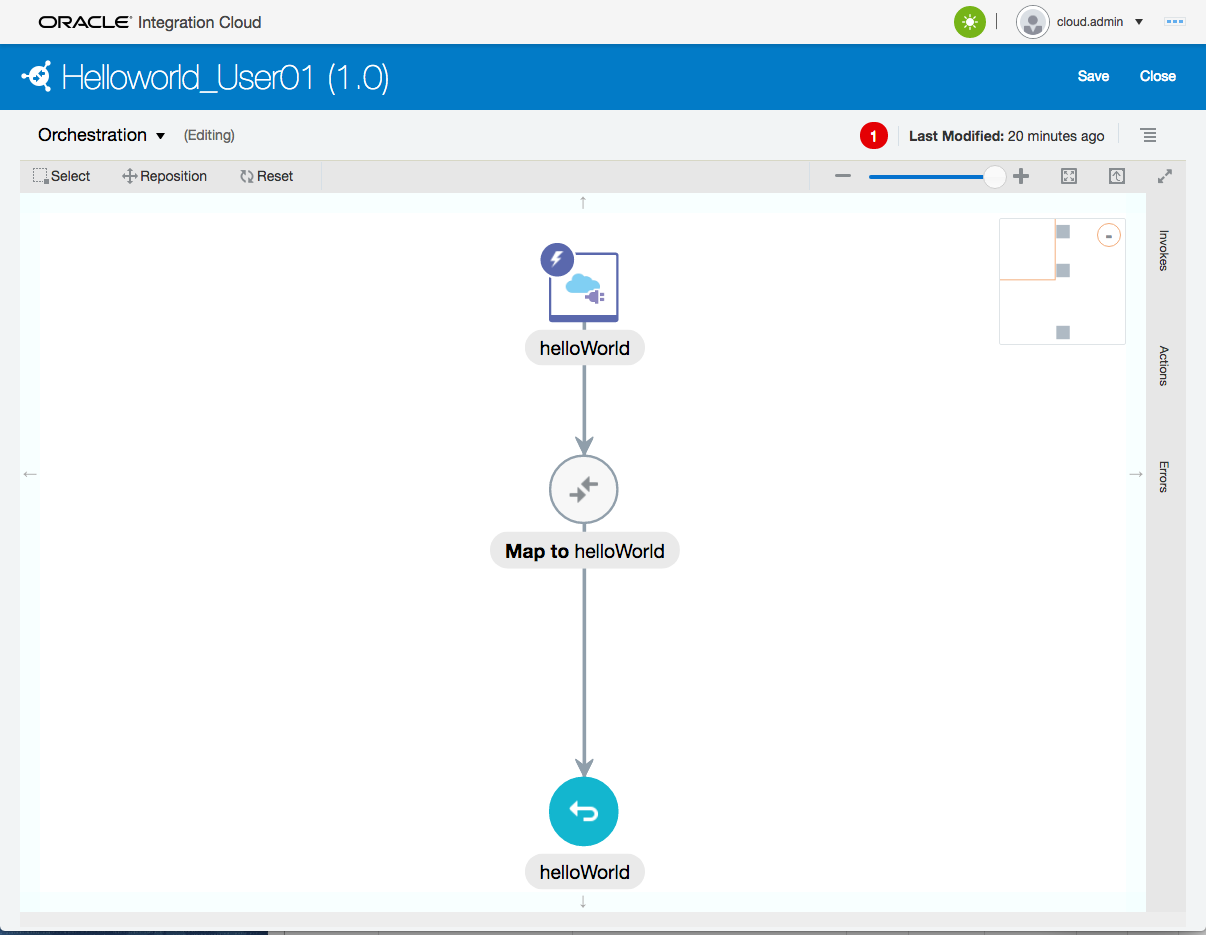 ORACLE Integration Cloud
cloud.admin
Helloworld_User01 (1.0)
Save Close
Orchestration (Editing)
1 Last Modified: 20 minutes ago
Select Reposition Reset
helloWorld
Map to helloWorld
helloWorld
Invokes
Actions
Errors